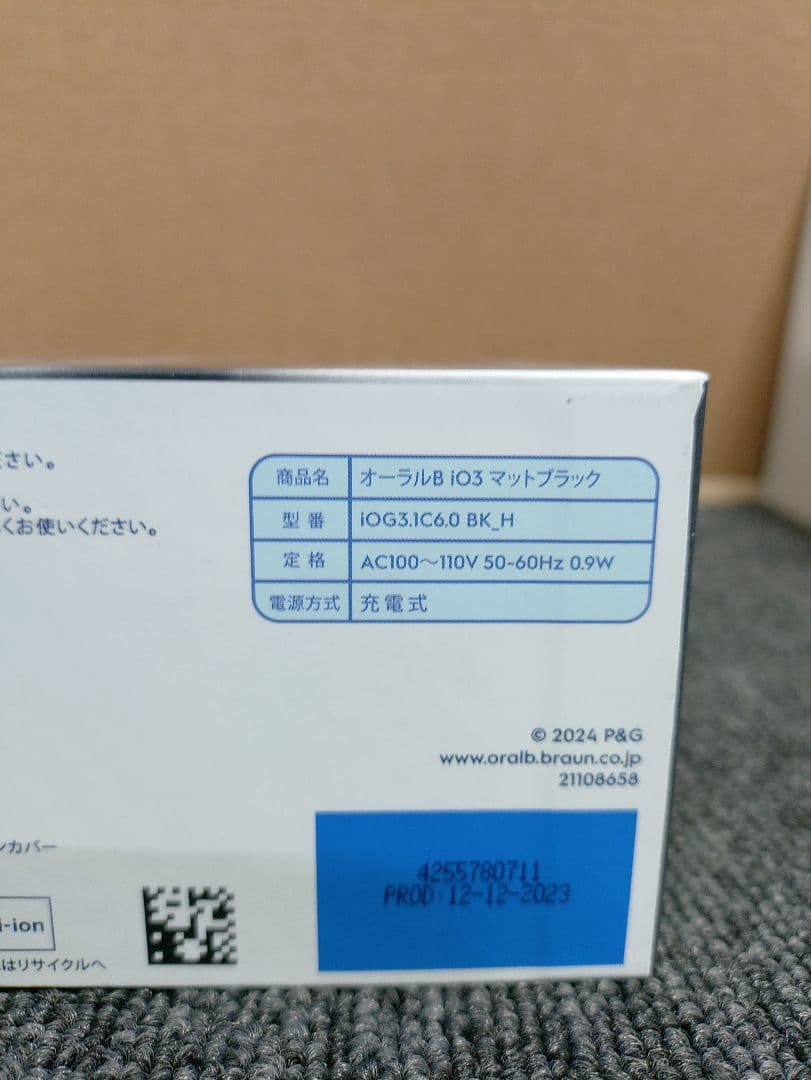 ださい。
い。
くお使いください。
商品名 オーラルB iO3 マットブラック
型番 iOG3.1C6.0 BK_H
定格 AC100～110V 50-60Hz 0.9W
電源方式 充電式
© 2024 P&G
www.oralb.braun.co.jp
21108658
ンカバー
i-ion
はリサイクルへ
4255780711
PROD:12-12-2023